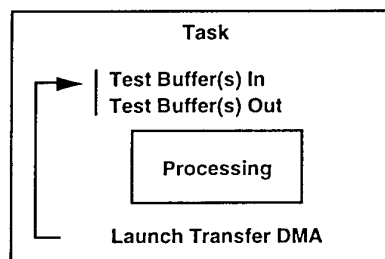 Task
Test Buffer(s) In
Test Buffer(s) Out
Processing
Launch Transfer DMA